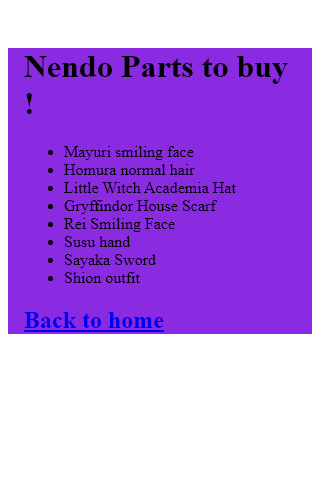 Nendo Parts to buy
!
Mayuri smiling face
Homura normal hair
Little Witch Academia Hat
Gryffindor House Scarf
Rei Smiling Face
Susu hand
Sayaka Sword
Shion outfit
Back to home